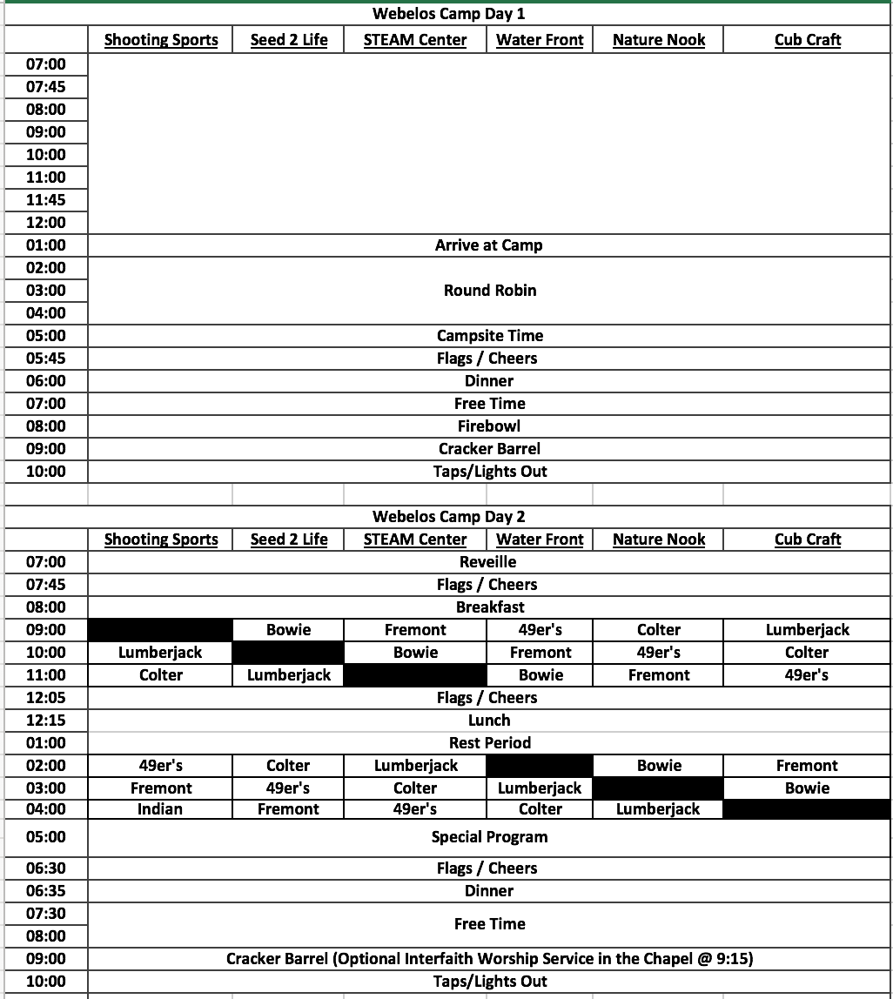 Webelos Camp Day 1
Shooting Sports Seed 2 Life STEAM Center Water Front Nature Nook Cub Craft
07:00
07:45
08:00
09:00
10:00
11:00
11:45
12:00
01:00 Arrive at Camp
02:00
03:00 Round Robin
04:00
05:00 Campsite Time
05:45 Flags / Cheers
06:00 Dinner
07:00 Free Time
08:00 Firebowl
09:00 Cracker Barrel
10:00 Taps/Lights Out
Webelos Camp Day 2
Shooting Sports Seed 2 Life STEAM Center Water Front Nature Nook Cub Craft
07:00 Reveille
07:45 Flags / Cheers
08:00 Breakfast
09:00 Bowie Fremont 49er's Colter Lumberjack
10:00 Lumberjack Bowie Fremont 49er's Colter
11:00 Colter Lumberjack Bowie Fremont 49er's
12:05 Flags / Cheers
12:15 Lunch
01:00 Rest Period
02:00 49er's Colter Lumberjack Bowie Fremont
03:00 Fremont 49er's Colter Lumberjack Bowie
04:00 Indian Fremont 49er's Colter Lumberjack
05:00 Special Program
06:30 Flags / Cheers
06:35 Dinner
07:30
Free Time
08:00
09:00 Cracker Barrel (Optional Interfaith Worship Service in the Chapel @ 9:15)
10:00 Taps/Lights Out